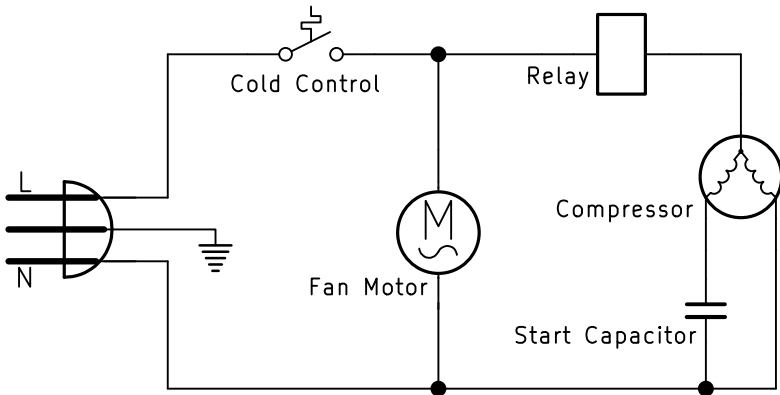 Cold Control
Relay
L
Compressor
N
M
Fan Motor
Start Capacitor